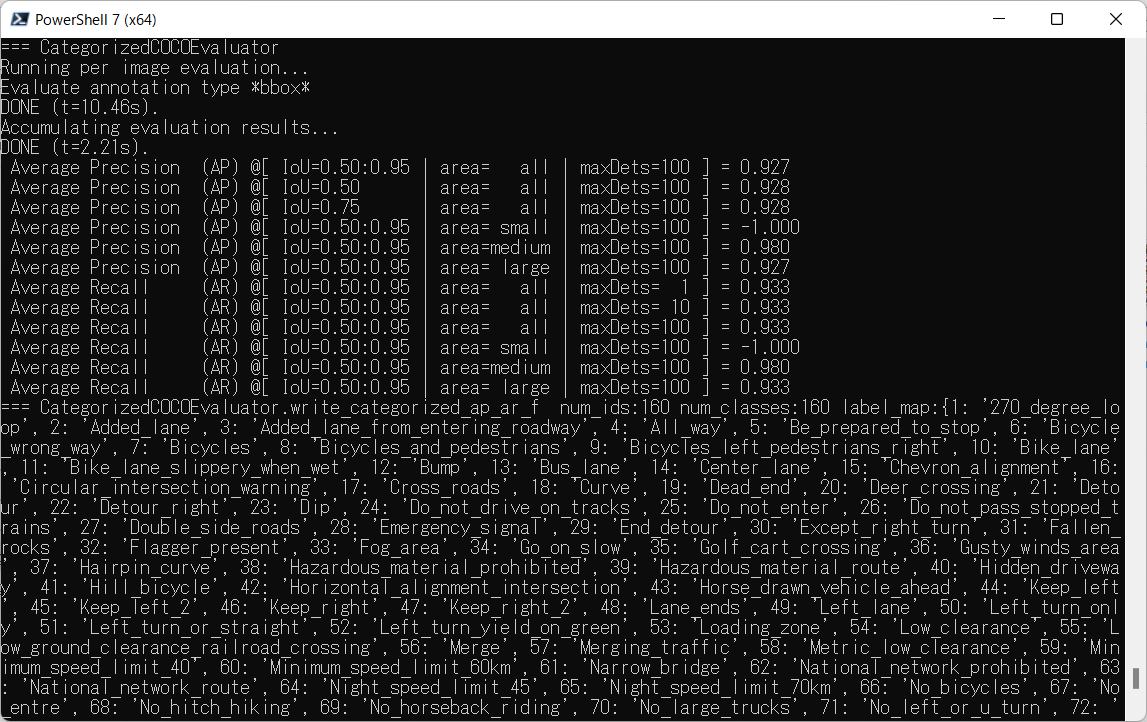 PowerShell 7 (x64)
=== CategorizedCOCOEvaluator
Running per image evaluation...
Evaluate annotation type *bbox*
DONE (t=10.46s).
Accumulating evaluation results...
DONE (t=2.21s).
 Average Precision  (AP) @[ IoU=0.50:0.95 | area=   all | maxDets=100 ] = 0.927
 Average Precision  (AP) @[ IoU=0.50      | area=   all | maxDets=100 ] = 0.928
 Average Precision  (AP) @[ IoU=0.75      | area=   all | maxDets=100 ] = 0.928
 Average Precision  (AP) @[ IoU=0.50:0.95 | area= small | maxDets=100 ] = -1.000
 Average Precision  (AP) @[ IoU=0.50:0.95 | area=medium | maxDets=100 ] = 0.980
 Average Precision  (AP) @[ IoU=0.50:0.95 | area= large | maxDets=100 ] = 0.927
 Average Recall     (AR) @[ IoU=0.50:0.95 | area=   all | maxDets=  1 ] = 0.933
 Average Recall     (AR) @[ IoU=0.50:0.95 | area=   all | maxDets= 10 ] = 0.933
 Average Recall     (AR) @[ IoU=0.50:0.95 | area=   all | maxDets=100 ] = 0.933
 Average Recall     (AR) @[ IoU=0.50:0.95 | area= small | maxDets=100 ] = -1.000
 Average Recall     (AR) @[ IoU=0.50:0.95 | area=medium | maxDets=100 ] = 0.980
 Average Recall     (AR) @[ IoU=0.50:0.95 | area= large | maxDets=100 ] = 0.933
=== CategorizedCOCOEvaluator.write_categorized_ap_ar_f  num_ids:160 num_classes:160 label_map:{1: '270_degree_lo
op', 2: 'Added_lane', 3: 'Added_lane_from_entering_roadway', 4: 'All_way', 5: 'Be_prepared_to_stop', 6: 'Bicycle
_wrong_way', 7: 'Bicycles', 8: 'Bicycles_and_pedestrians', 9: 'Bicycles_left_pedestrians_right', 10: 'Bike_lane'
, 11: 'Bike_lane_slippery_when_wet', 12: 'Bump', 13: 'Bus_lane', 14: 'Center_lane', 15: 'Chevron_alignment', 16:
 'Circular_intersection_warning', 17: 'Cross_roads', 18: 'Curve', 19: 'Dead_end', 20: 'Deer_crossing', 21: 'Deto
ur', 22: 'Detour_right', 23: 'Dip', 24: 'Do_not_drive_on_tracks', 25: 'Do_not_enter', 26: 'Do_not_pass_stopped_t
rains', 27: 'Double_side_roads', 28: 'Emergency_signal', 29: 'End_detour', 30: 'Except_right_turn', 31: 'Fallen_
rocks', 32: 'Flagger_present', 33: 'Fog_area', 34: 'Go_on_slow', 35: 'Golf_cart_crossing', 36: 'Gusty_winds_area
', 37: 'Hairpin_curve', 38: 'Hazardous_material_prohibited', 39: 'Hazardous_material_route', 40: 'Hidden_drivewa
y', 41: 'Hill_bicycle', 42: 'Horizontal_alignment_intersection', 43: 'Horse_drawn_vehicle_ahead', 44: 'Keep_left
', 45: 'Keep_left_2', 46: 'Keep_right', 47: 'Keep_right_2', 48: 'Lane_ends', 49: 'Left_lane', 50: 'Left_turn_onl
y', 51: 'Left_turn_or_straight', 52: 'Left_turn_yield_on_green', 53: 'Loading_zone', 54: 'Low_clearance', 55: 'L
ow_ground_clearance_railroad_crossing', 56: 'Merge', 57: 'Merging_traffic', 58: 'Metric_low_clearance', 59: 'Min
imum_speed_limit_40', 60: 'Minimum_speed_limit_60km', 61: 'Narrow_bridge', 62: 'National_network_prohibited', 63
: 'National_network_route', 64: 'Night_speed_limit_45', 65: 'Night_speed_limit_70km', 66: 'No_bicycles', 67: 'No
_entre', 68: 'No_hitch_hiking', 69: 'No_horseback_riding', 70: 'No_large_trucks', 71: 'No_left_or_u_turn', 72: '